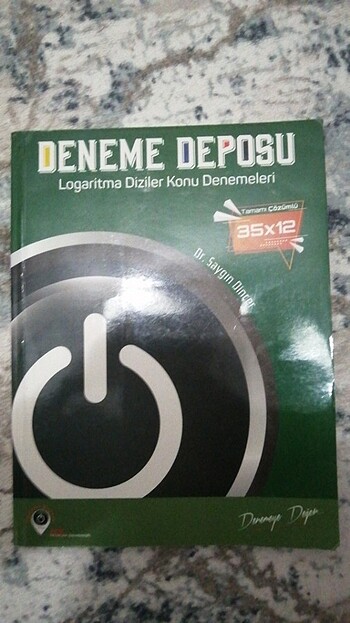 DENEME DEPOSU
Logaritma Diziler Konu Denemeleri
Tamamı Çözümlü
35x12
Dr. Saygın Dinçer
Denemeye Değer